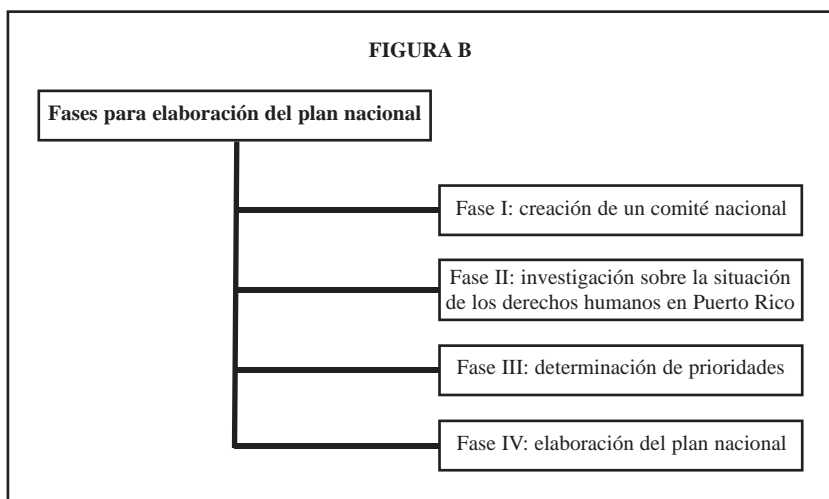 FIGURA B
Fases para elaboración del plan nacional
Fase I: creación de un comité nacional
Fase II: investigación sobre la situación
de los derechos humanos en Puerto Rico
Fase III: determinación de prioridades
Fase IV: elaboración del plan nacional